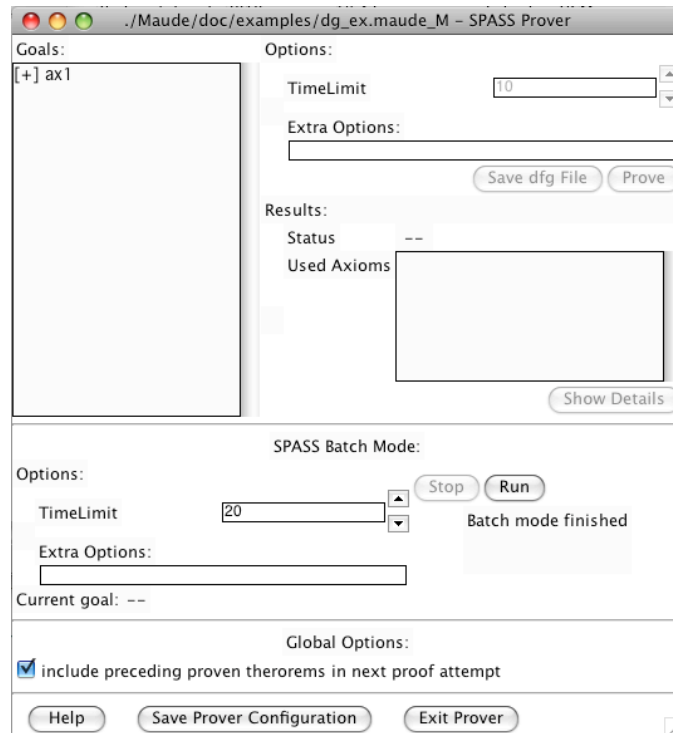 ./Maude/doc/examples/dg_ex.maude_M – SPASS Prover
Goals:
[+] ax1
Options:
TimeLimit 10
Extra Options:
Save dfg File Prove
Results:
Status --
Used Axioms
Show Details
SPASS Batch Mode:
Options:
Stop Run
TimeLimit 20
Batch mode finished
Extra Options:
Current goal: --
Global Options:
include preceding proven therorems in next proof attempt
Help Save Prover Configuration Exit Prover